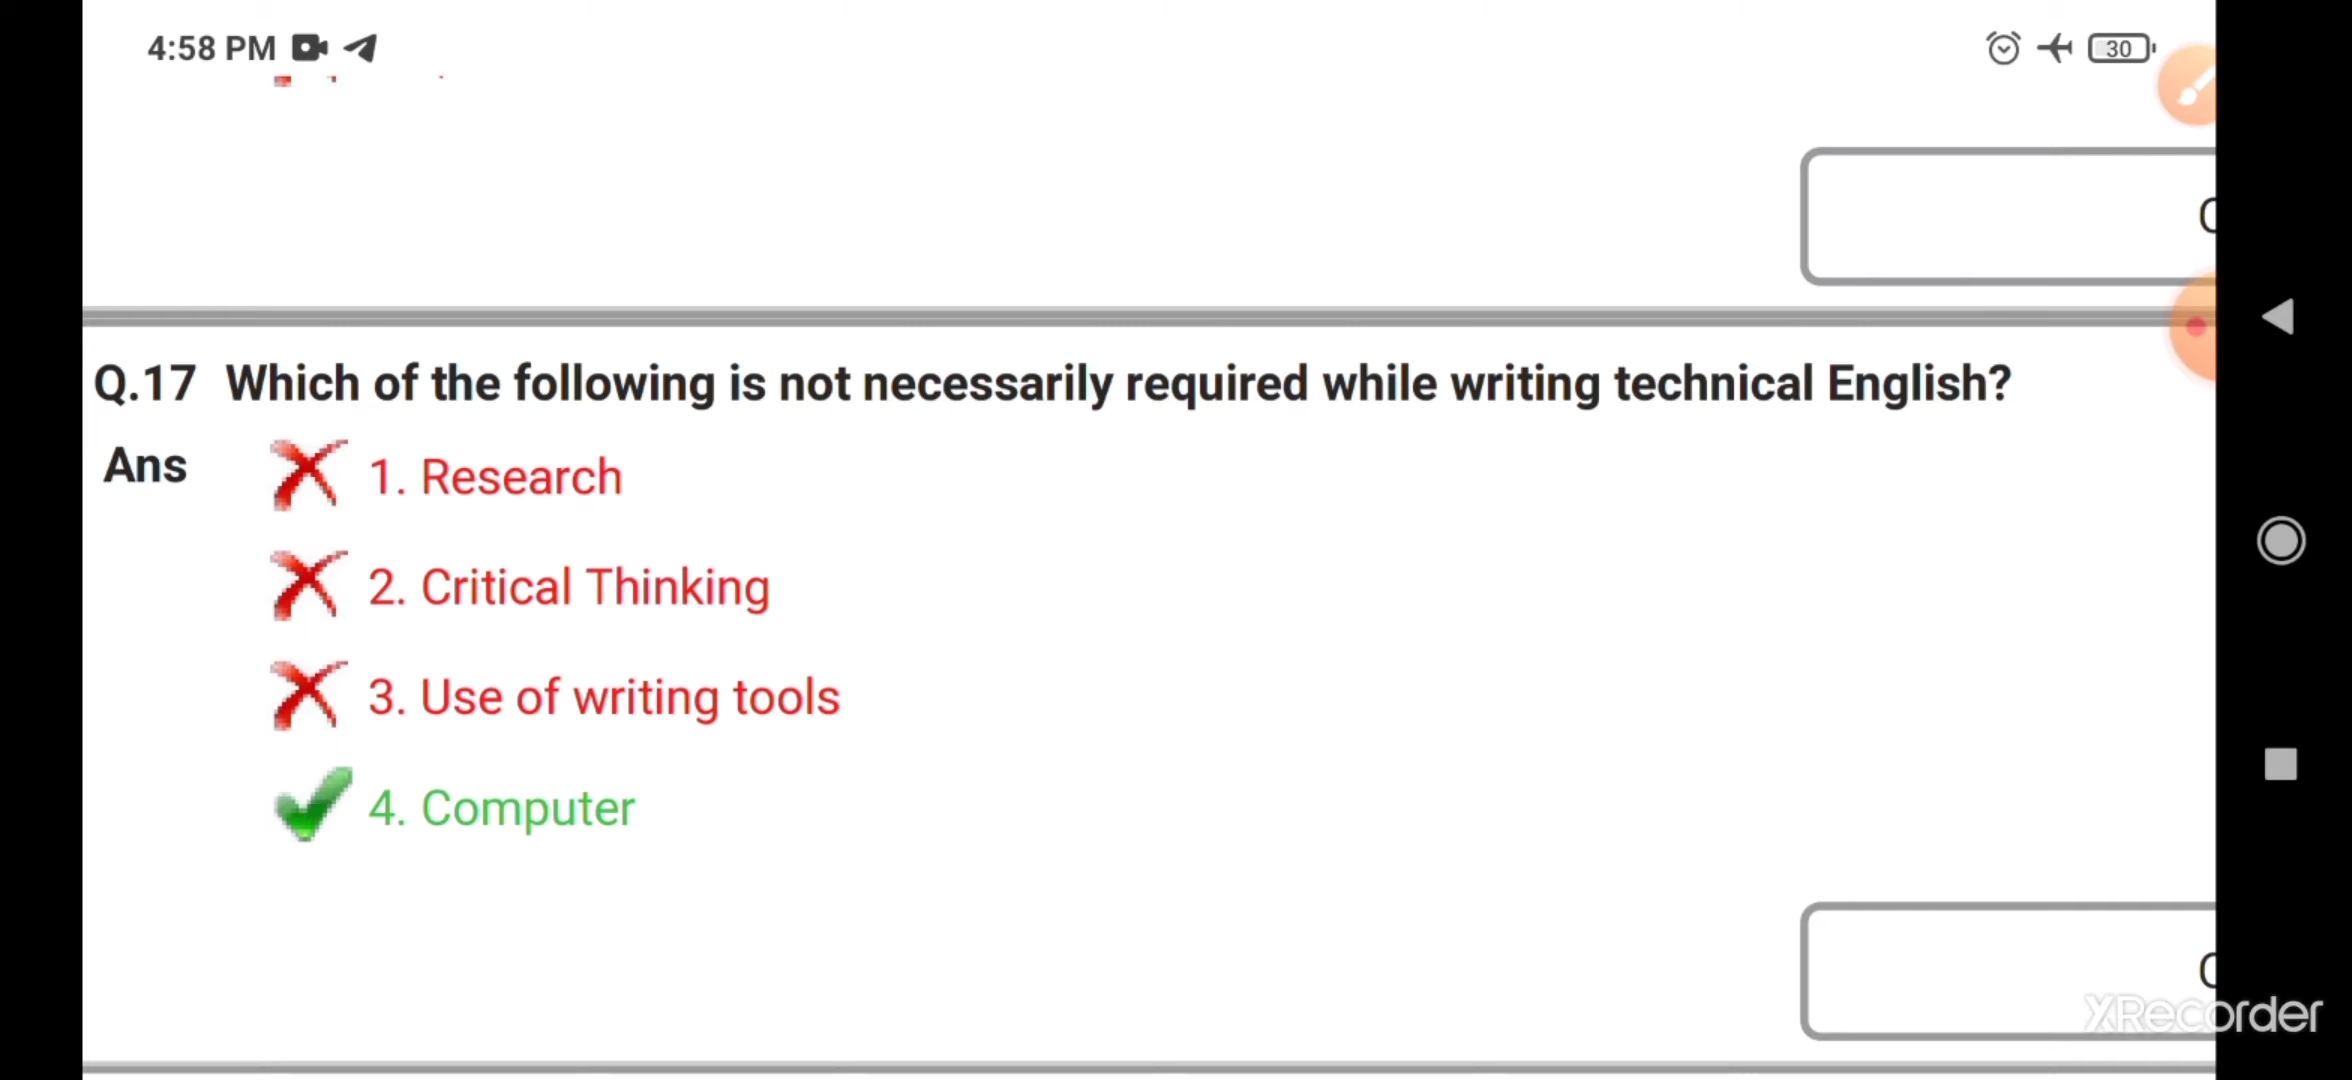 4:58 PM
30
Q.17 Which of the following is not necessarily required while writing technical English?
Ans 1. Research
2. Critical Thinking
3. Use of writing tools
4. Computer
XRecorder